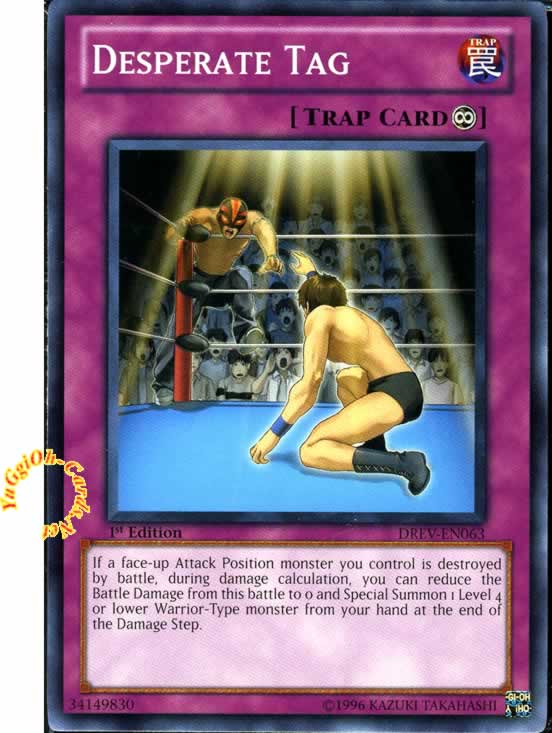 DESPERATE TAG
TRAP
罠
[TRAP CARD∞]
1st Edition
DREV-EN063
If a face-up Attack Position monster you control is destroyed
by battle, during damage calculation, you can reduce the
Battle Damage from this battle to 0 and Special Summon 1 Level 4
or lower Warrior-Type monster from your hand at the end of
the Damage Step.
34149830
©1996 KAZUKI TAKAHASHI
YuGgiOh-Cards.Net